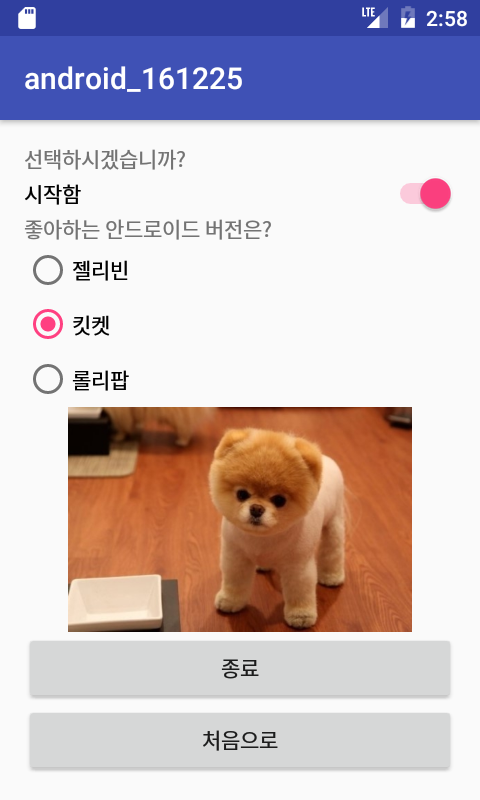 LTE 2:58
android_161225
선택하시겠습니까?
시작함
좋아하는 안드로이드 버전은?
젤리빈
킷켓
롤리팝
종료
처음으로